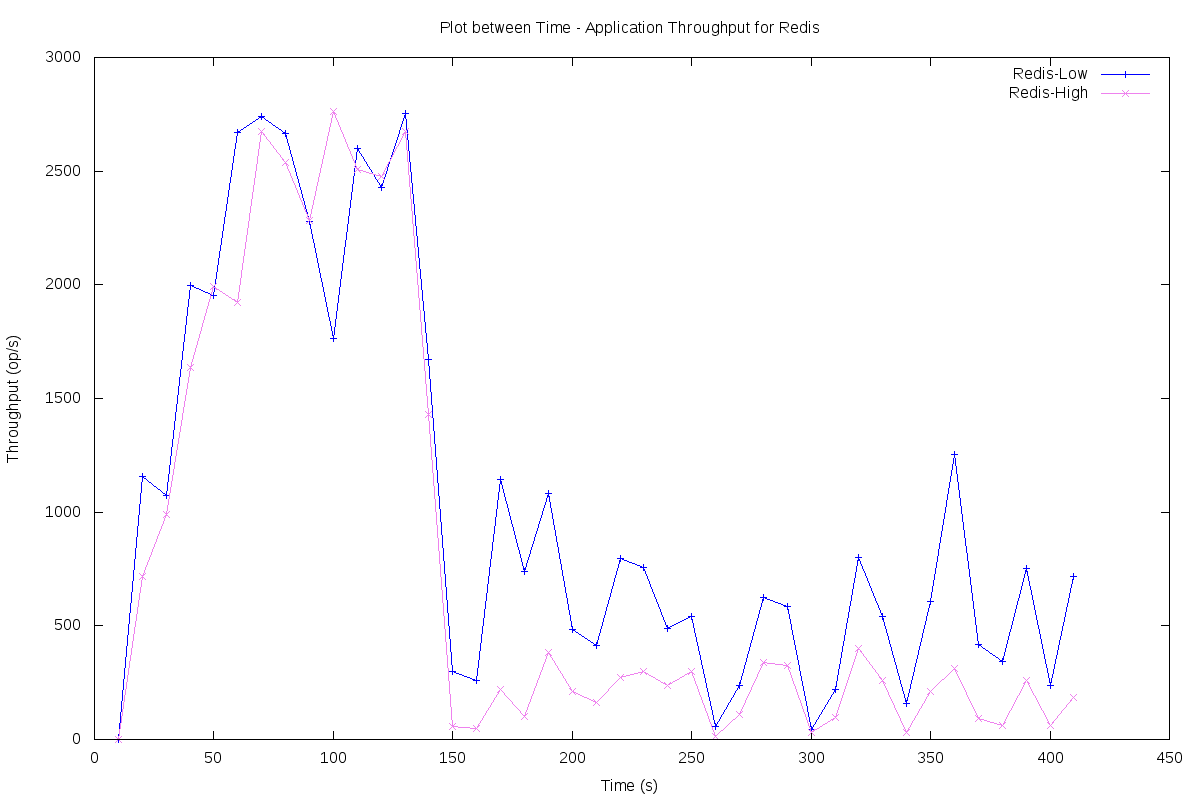 Plot between Time - Application Throughput for Redis
3000
2500
2000
1500
1000
500
0
Throughput (op/s)
Redis-Low
Redis-High
0 50 100 150 200 250 300 350 400 450
Time (s)